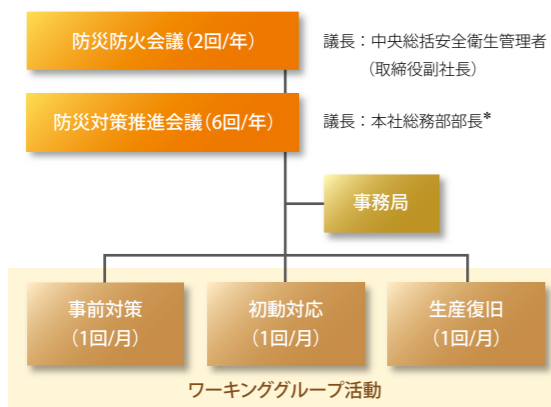 防災防火会議（2回/年）
議長：中央総括安全衛生管理者
（取締役副社長）
防災対策推進会議（6回/年）
議長：本社総務部部長*
事務局
事前対策
（1回/月）
初動対応
（1回/月）
生産復旧
（1回/月）
ワーキンググループ活動